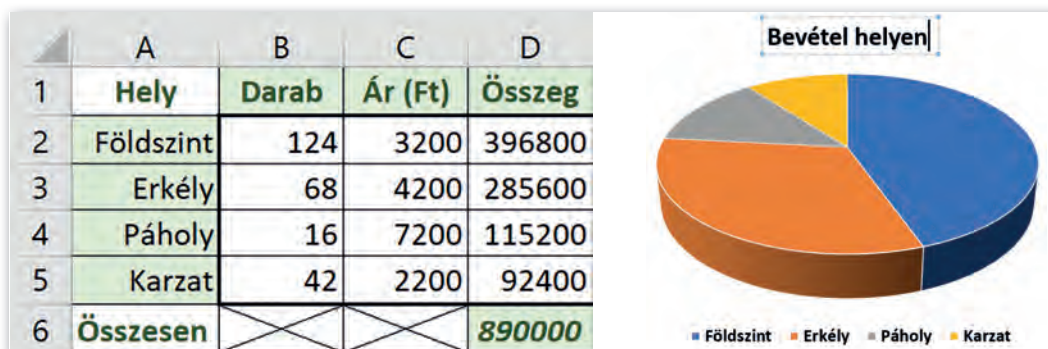 A B C D
1 Hely Darab Ár (Ft) Összeg
2 Földszint 124 3200 396800
3 Erkély 68 4200 285600
4 Páholy 16 7200 115200
5 Karzat 42 2200 92400
6 Összesen 890000
Bevétel helyen
Földszint Erkély Páholy Karzat